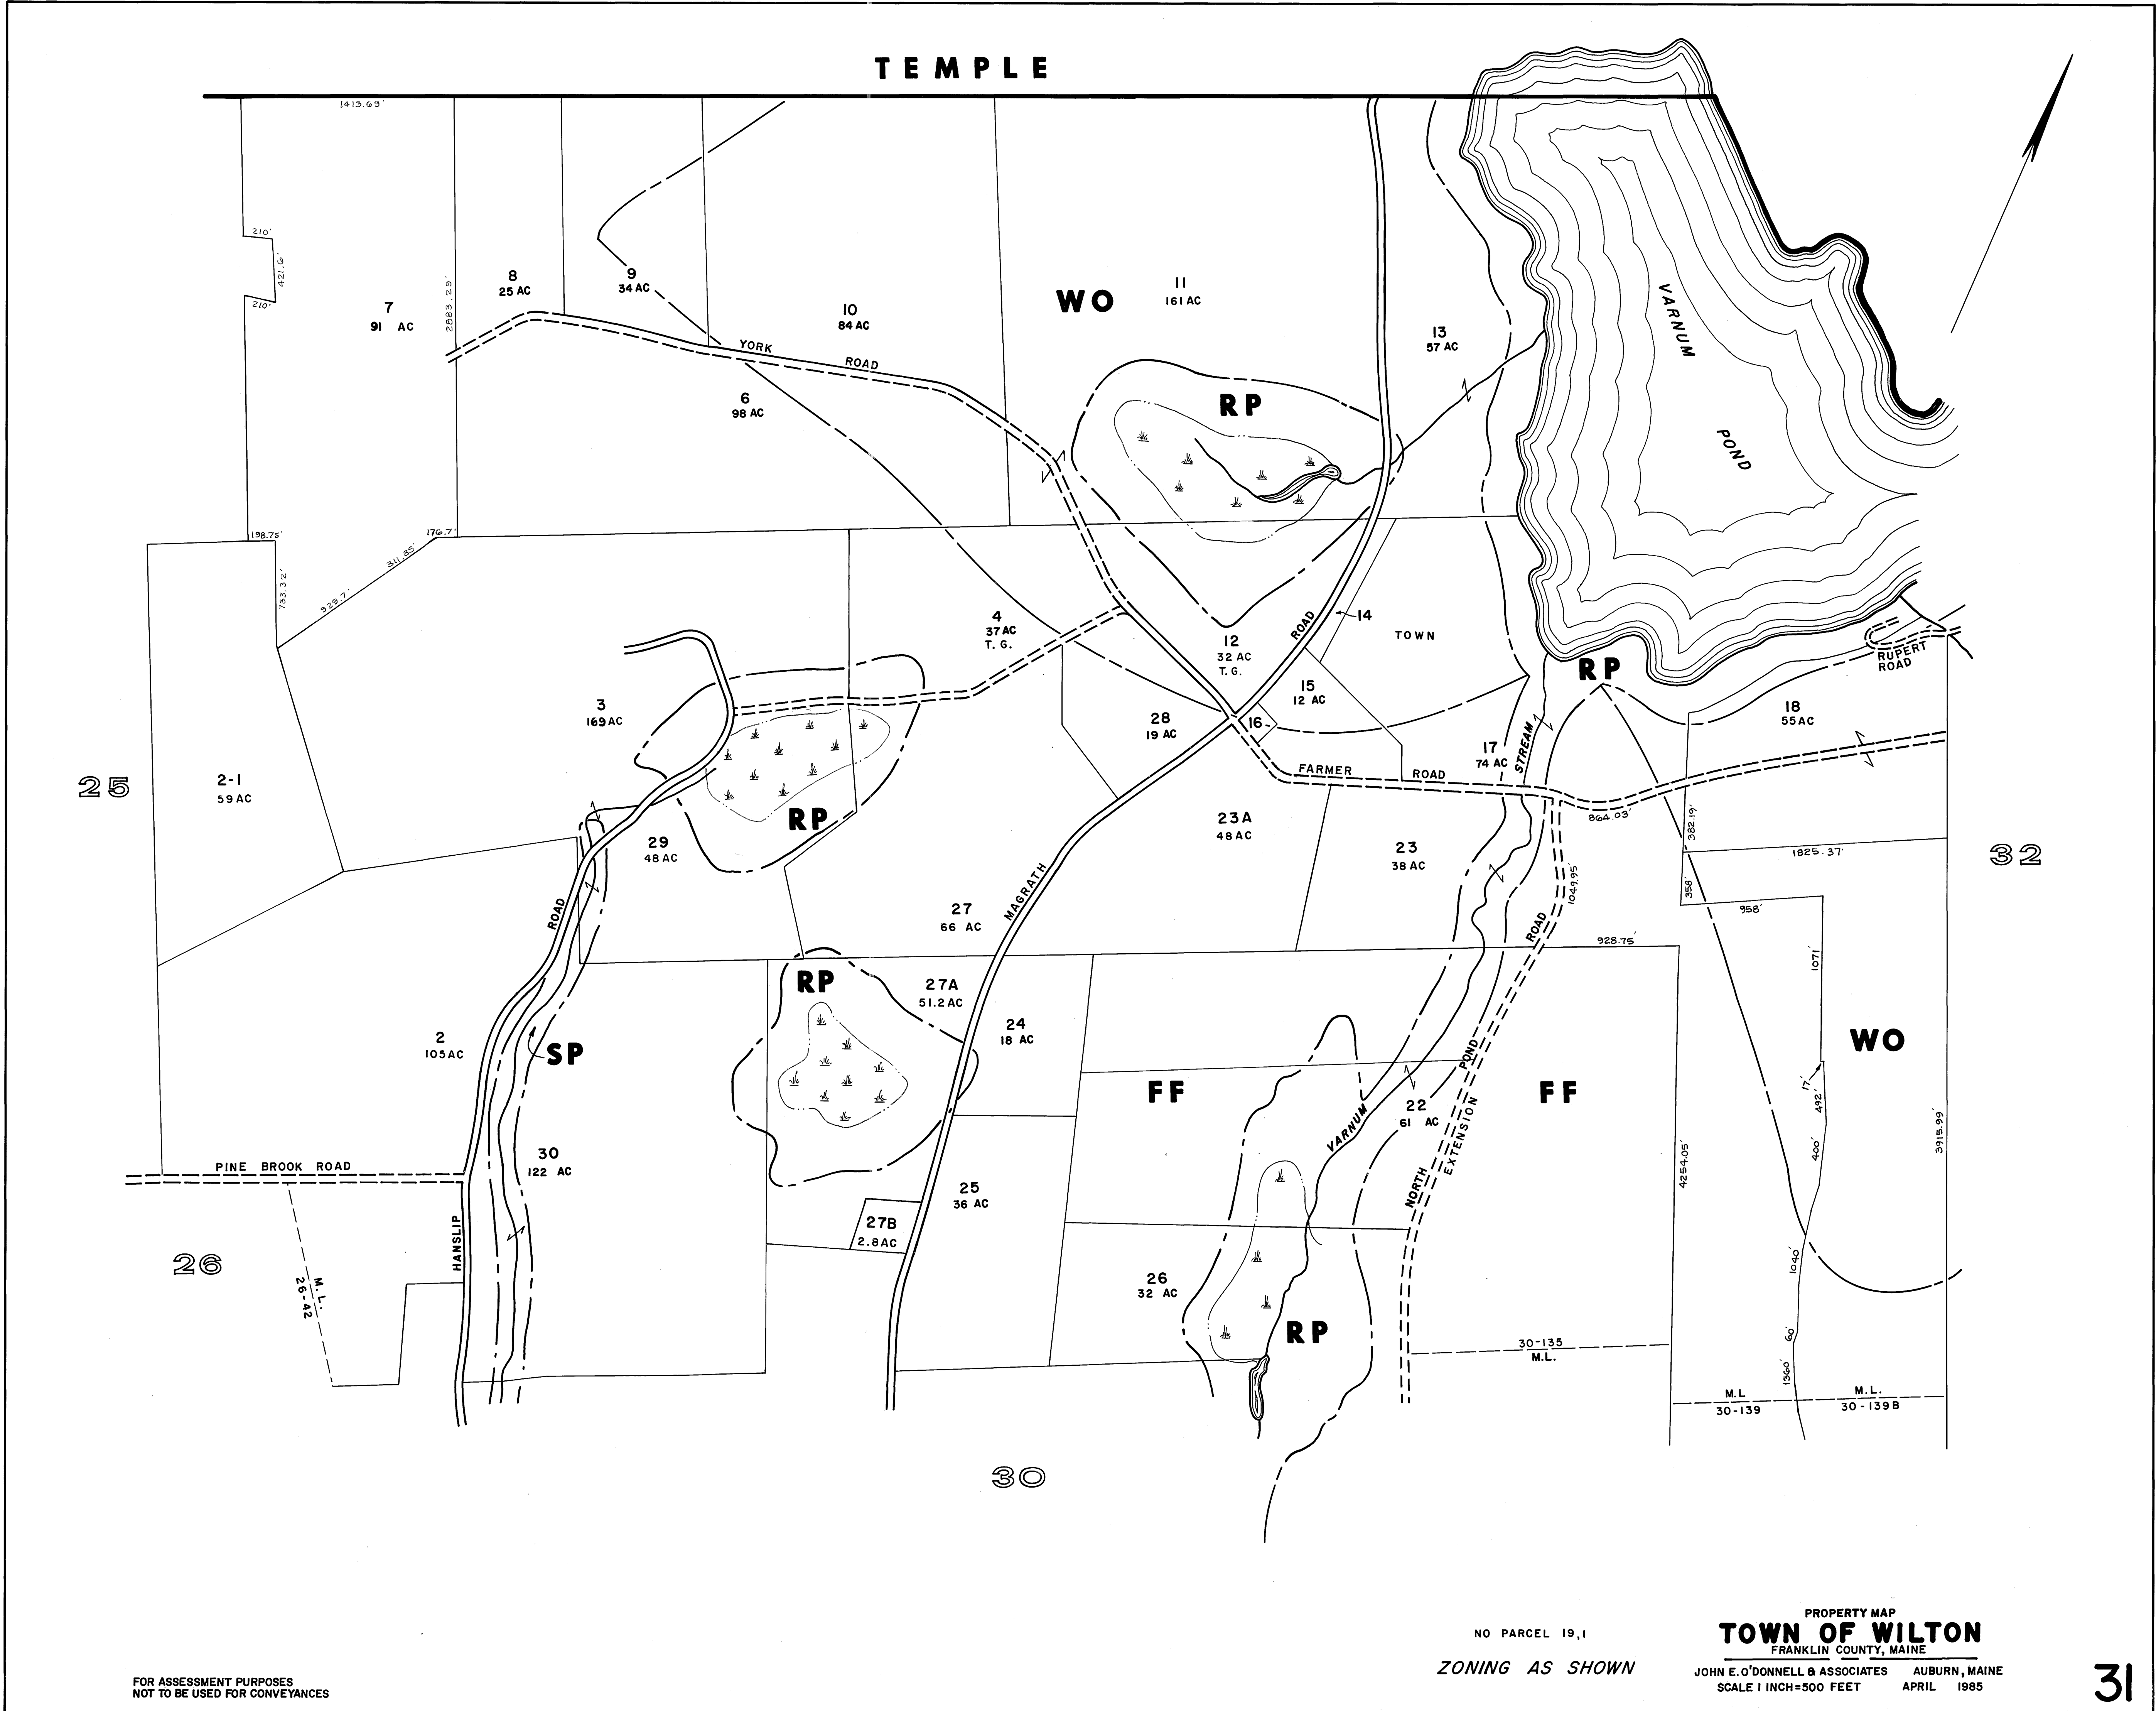 TEMPLE
1413.69'
210'
421.6'
210'
2883.29'
7
91 AC
8
25 AC
9
34 AC
10
84 AC
WO
11
161 AC
13
57 AC
VARNUM
POND
YORK
ROAD
6
98 AC
RP
198.75'
176.7'
311.85'
929.7'
733.32'
4
37 AC
T. G.
12
32 AC
T.G.
ROAD
14
TOWN
RP
RUPERT
ROAD
3
169 AC
28
19 AC
15
12 AC
16
17
74 AC
STREAM
18
55 AC
25
2-1
59 AC
FARMER
ROAD
RP
29
48 AC
23A
48 AC
23
38 AC
864.03'
382.19'
1825.37'
32
358'
958'
1049.95'
ROAD
27
66 AC
MAGRATH
ROAD
928.75'
1071'
RP
27A
51.2 AC
24
18 AC
2
105 AC
SP
FF
POND
FF
WO
17'
492'
22
61 AC
VARNUM
EXTENSION
NORTH
400'
3915.99'
4254.05'
PINE BROOK ROAD
30
122 AC
25
36 AC
27B
2.8 AC
HANSLIP
26
M.L.
26-42
26
32 AC
1040'
RP
60'
1360'
30-135
M.L.
M.L
30-139
M.L.
30-139B
30
NO PARCEL 19,1
ZONING AS SHOWN
PROPERTY MAP
TOWN OF WILTON
FRANKLIN COUNTY, MAINE
JOHN E. O'DONNELL & ASSOCIATES AUBURN, MAINE
SCALE 1 INCH=500 FEET APRIL 1985
31
FOR ASSESSMENT PURPOSES
NOT TO BE USED FOR CONVEYANCES